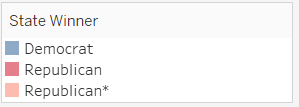 State Winner
Democrat
Republican
Republican*